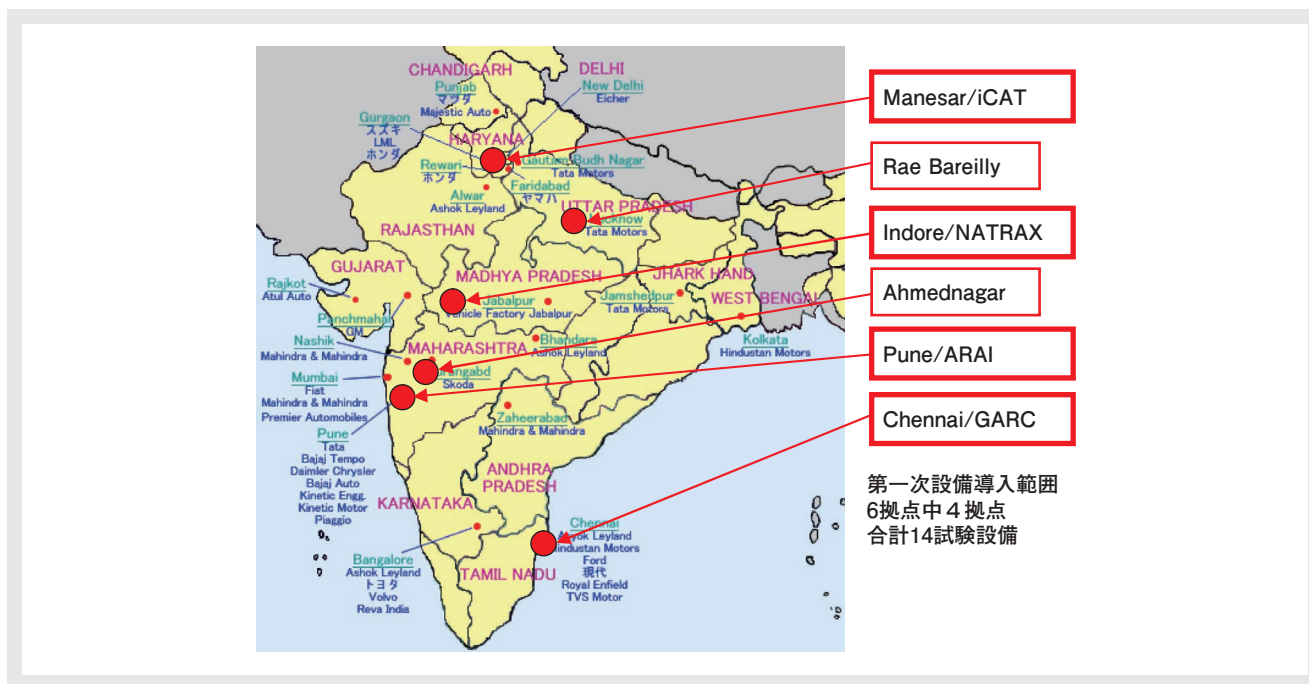 CHANDIGARH
DELHI
Punjab
マツダ
Majestic Auto
New Delhi
Eicher
Gurgaon
スズキ
LML
ホンダ
HARYANA
Rewari
ホンダ
Gautam Budh Nagar
Tata Motors
Faridabad
ヤマハ
Alwar
Ashok Leyland
UTTAR PRADESH
Tata Motors
RAJASTHAN
GUJARAT
Rajkot
Atul Auto
MADHYA PRADESH
Jabalpur
Vehicle Factory Jabalpur
JHARK HAND
Jamshedpur
Tata Motors
WEST BENGAL
Panchmahar
GM
Nashik
Mahindra & Mahindra
MAHARASHTRA
Bhandara
Ashok Leyland
Kolkata
Hindustan Motors
Skoda
Mumbai
Fiat
Mahindra & Mahindra
Premier Automobiles
Zaheerabad
Mahindra & Mahindra
Pune
Tata
Bajaj Tempo
Daimler Chrysler
Bajaj Auto
Kinetic Engg.
Kinetic Motor
Piaggio
ANDHRA
PRADESH
KARNATAKA
Bangalore
Ashok Leyland
トヨタ
Volvo
Reva India
TAMIL NADU
Chennai
Leyland
Hindustan Motors
Ford
現代
Royal Enfield
TVS Motor
Manesar/iCAT
Rae Bareilly
Indore/NATRAX
Ahmednagar
Pune/ARAI
Chennai/GARC
第一次設備導入範囲
6拠点中４拠点
合計14試験設備